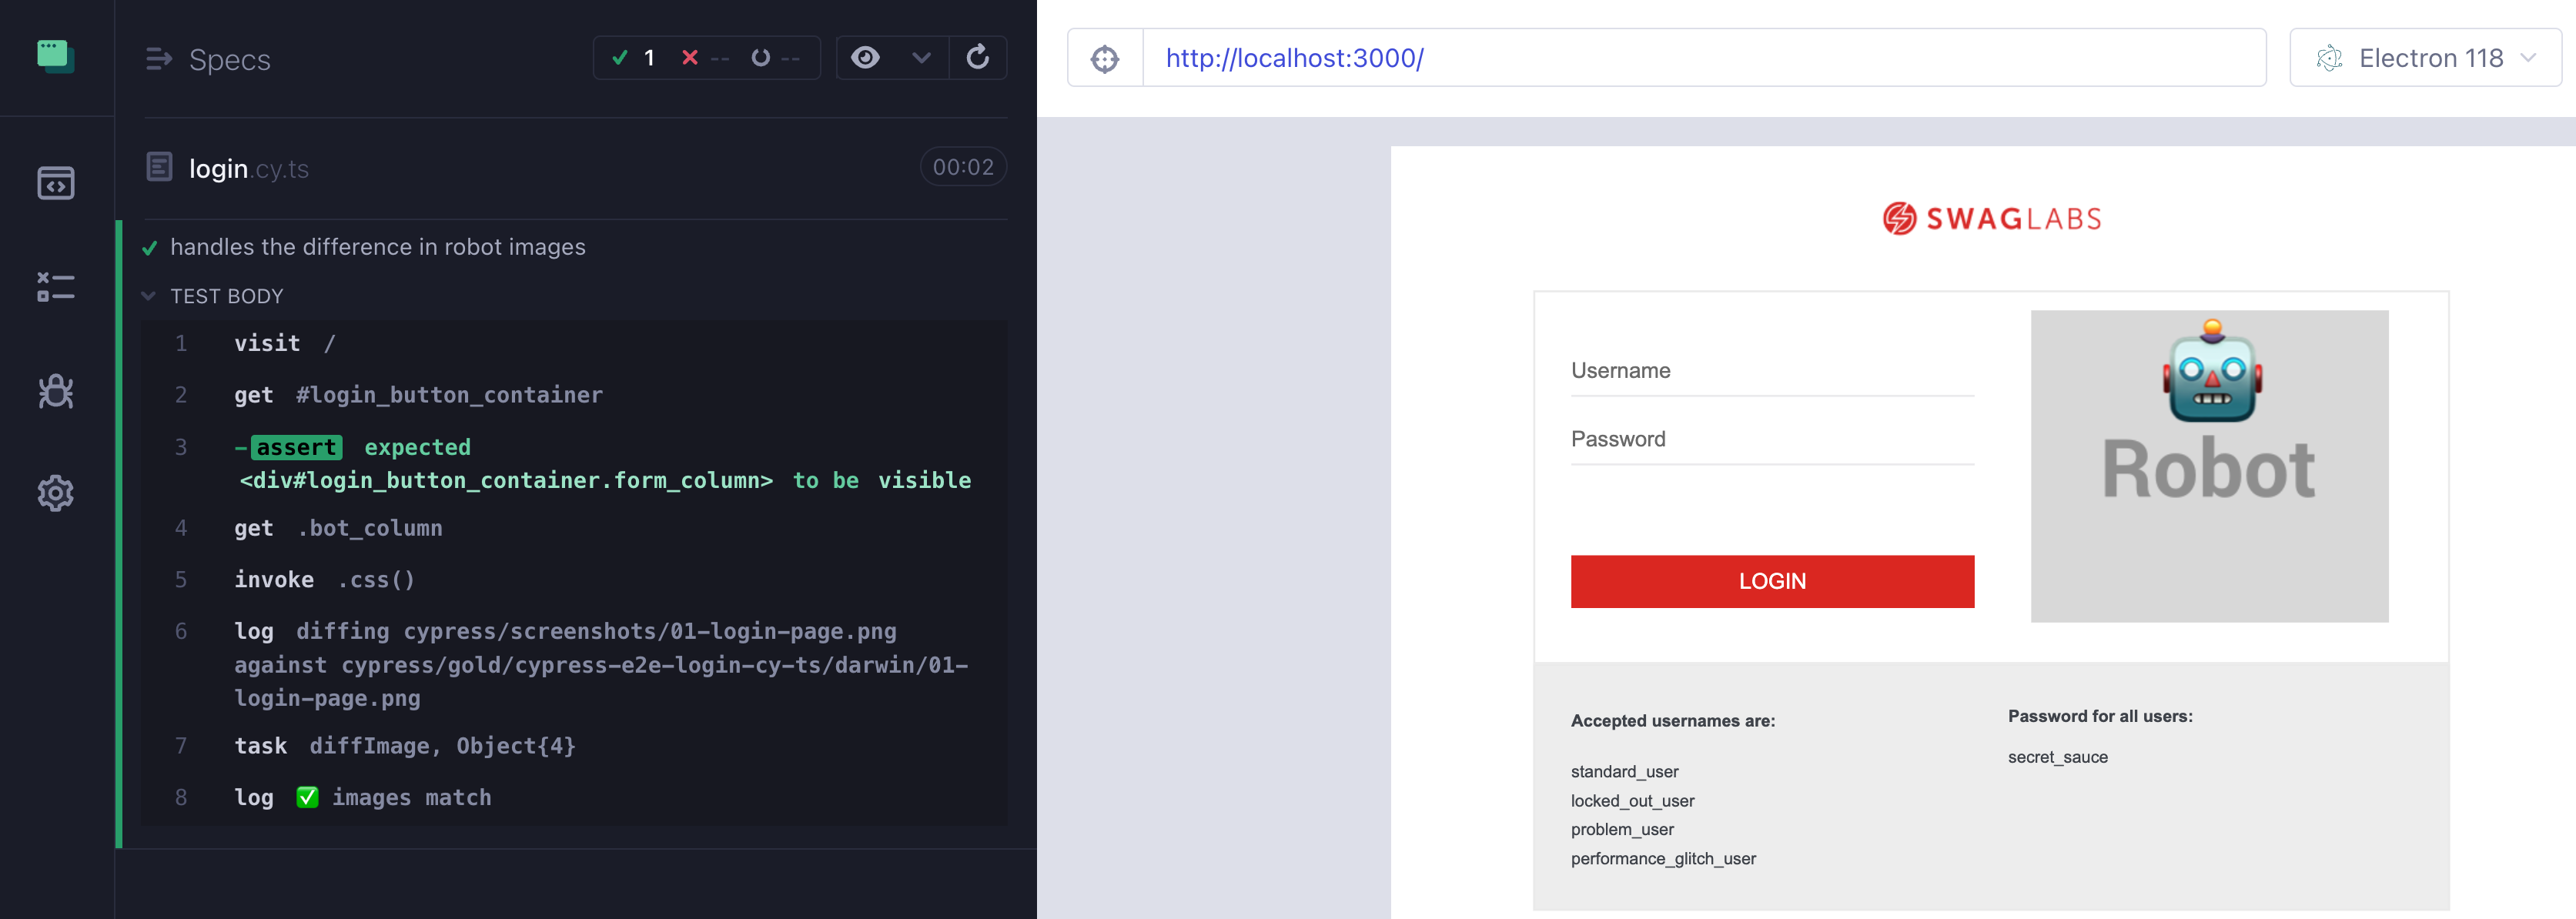 Specs
1 -- --
login.cy.ts
00:02
handles the difference in robot images
TEST BODY
1 visit /
2 get #login_button_container
3 -assert expected
<div#login_button_container.form_column> to be visible
4 get .bot_column
5 invoke .css()
6 log diffing cypress/screenshots/01-login-page.png
against cypress/gold/cypress-e2e-login-cy-ts/darwin/01-
login-page.png
7 task diffImage, Object{4}
8 log ✅ images match
http://localhost:3000/
Electron 118
SWAGLABS
Username
Password
LOGIN
Robot
Accepted usernames are:
standard_user
locked_out_user
problem_user
performance_glitch_user
Password for all users:
secret_sauce